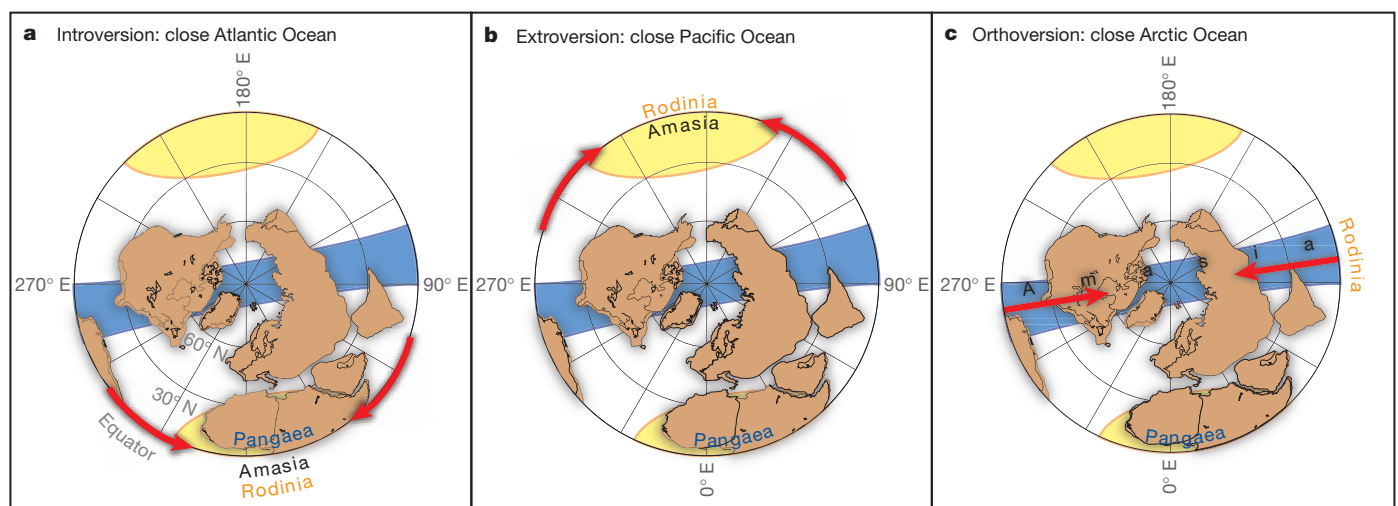 a Introversion: close Atlantic Ocean
180° E
270° E
90° E
60° N
30° N
Equator
Pangaea
Amasia
Rodinia
b Extroversion: close Pacific Ocean
Rodinia
Amasia
270° E
90° E
Pangaea
0° E
c Orthoversion: close Arctic Ocean
180° E
270° E
A m a s i a
Rodinia
Pangaea
0° E